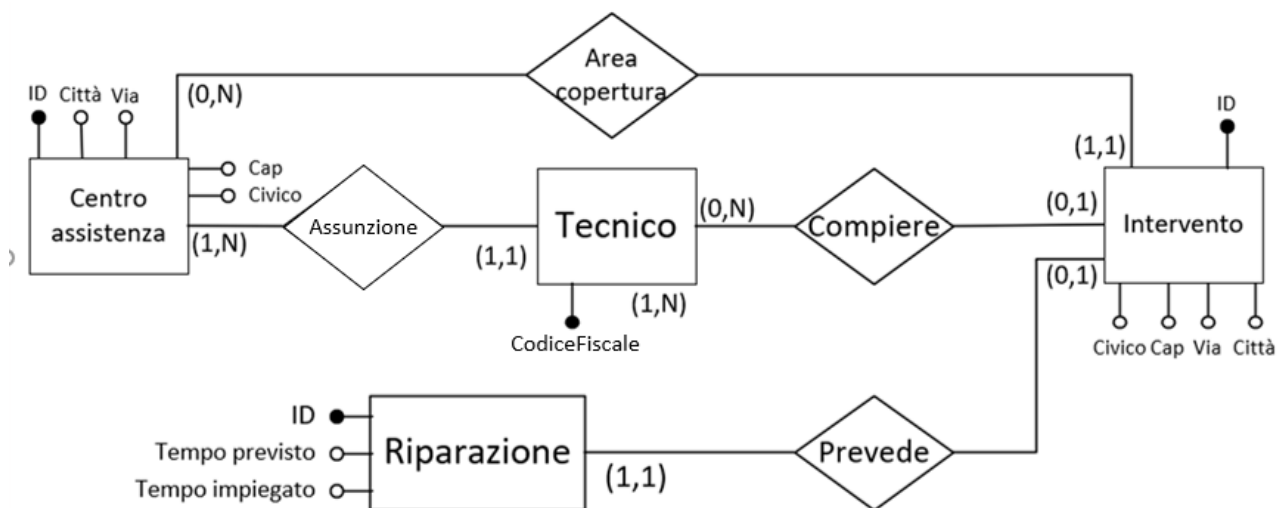 Area
copertura
(0,N)
ID
Città
Via
Cap
Civico
Centro
assistenza
(1,N)
Assunzione
(1,1)
Tecnico
(0,N)
(1,N)
CodiceFiscale
Compiere
(1,1)
(0,1)
(0,1)
ID
Intervento
Civico
Cap
Via
Città
ID
Tempo previsto
Tempo impiegato
Riparazione
(1,1)
Prevede